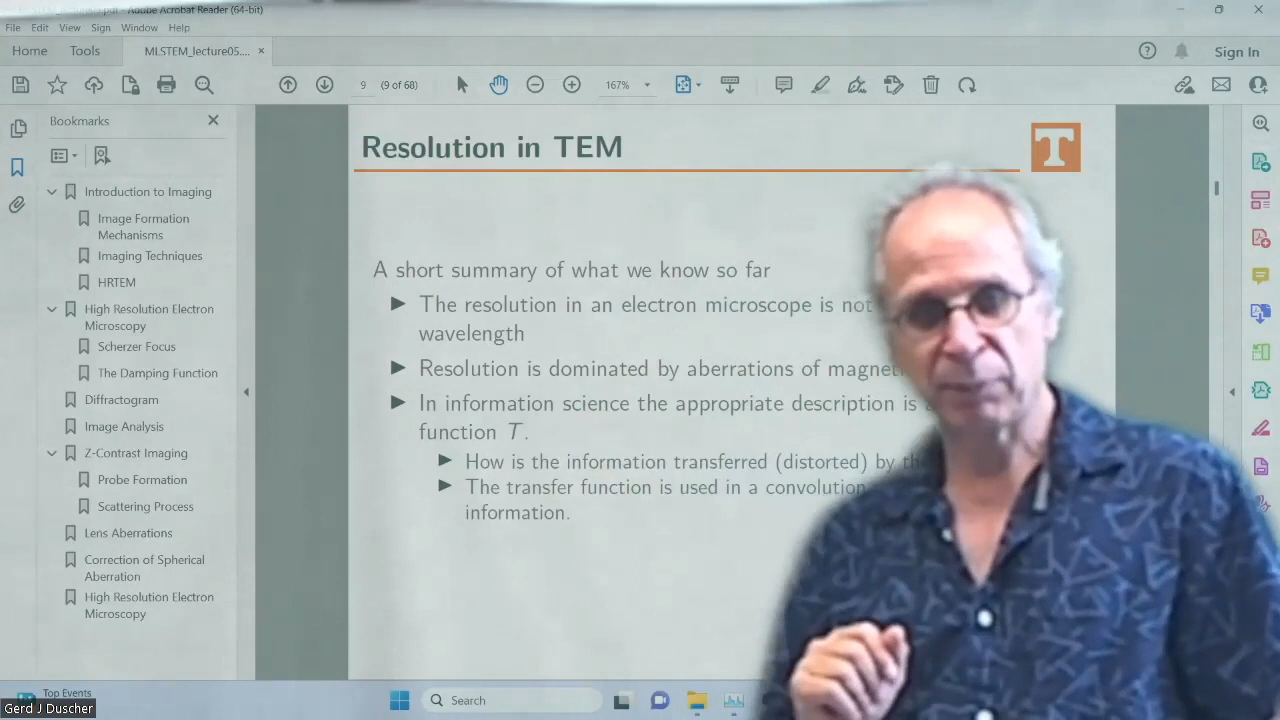 Adobe Acrobat Reader (64-bit)
File Edit View Sign Window Help
Home Tools MLSTEM_lecture05.... × Sign In
9 (9 of 68) 167%
Bookmarks
Introduction to Imaging
Image Formation
Mechanisms
Imaging Techniques
HRTEM
High Resolution Electron
Microscopy
Scherzer Focus
The Damping Function
Diffractogram
Image Analysis
Z-Contrast Imaging
Probe Formation
Scattering Process
Lens Aberrations
Correction of Spherical
Aberration
High Resolution Electron
Microscopy
Resolution in TEM
T
A short summary of what we know so far
The resolution in an electron microscope is not
wavelength
Resolution is dominated by aberrations of
In information science the appropriate description is
function T.
How is the information transferred (distorted) by
The transfer function is used in a convolution
information.
Top Events
Search
Gerd J Duscher